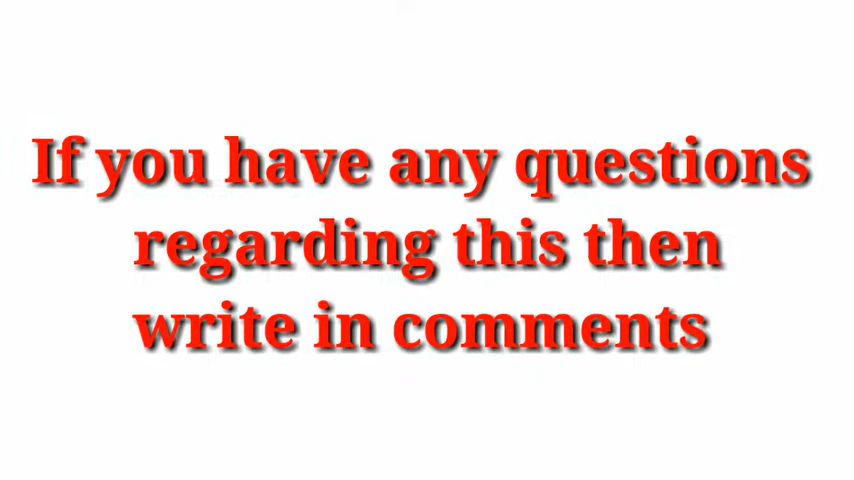 If you have any questions
regarding this then
write in comments